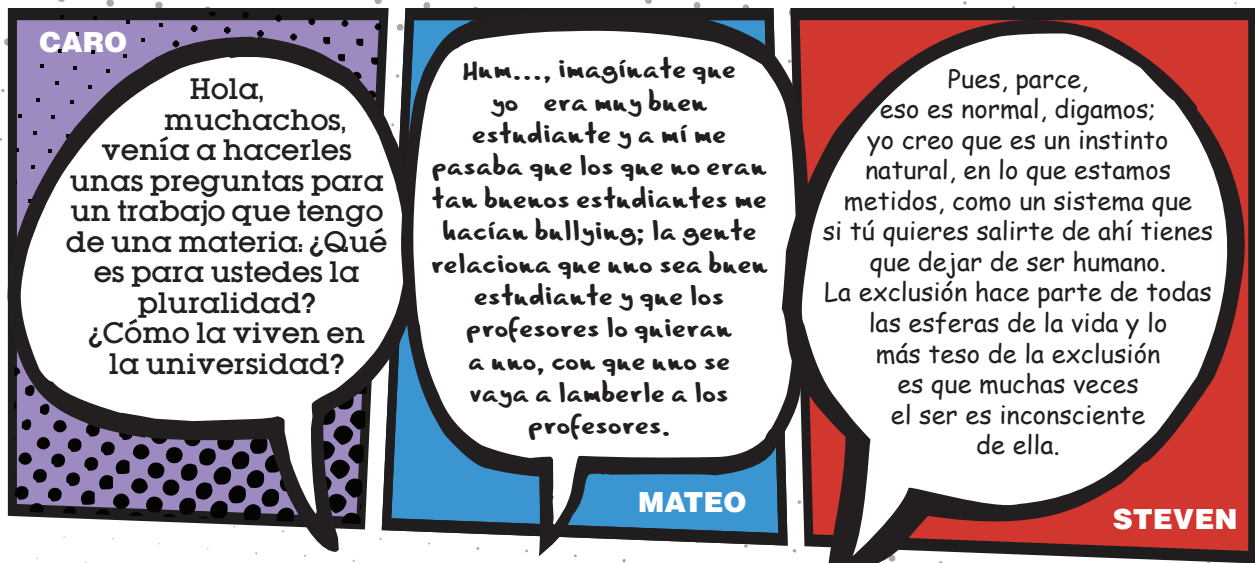 CARO
Hola,
muchachos,
venía a hacerles
unas preguntas para
un trabajo que tengo
de una materia: ¿Qué
es para ustedes la
pluralidad?
¿Cómo la viven en
la universidad?
Hum..., imagínate que
yo era muy buen
estudiante y a mí me
pasaba que los que no eran
tan buenos estudiantes me
hacían bullying; la gente
relaciona que uno sea buen
estudiante y que los
profesores lo quieran
a uno, con que uno se
vaya a lamberle a los
profesores.
MATEO
Pues, parce,
eso es normal, digamos;
yo creo que es un instinto
natural, en lo que estamos
metidos, como un sistema que
si tú quieres salirte de ahí tienes
que dejar de ser humano.
La exclusión hace parte de todas
las esferas de la vida y lo
más teso de la exclusión
es que muchas veces
el ser es inconsciente
de ella.
STEVEN